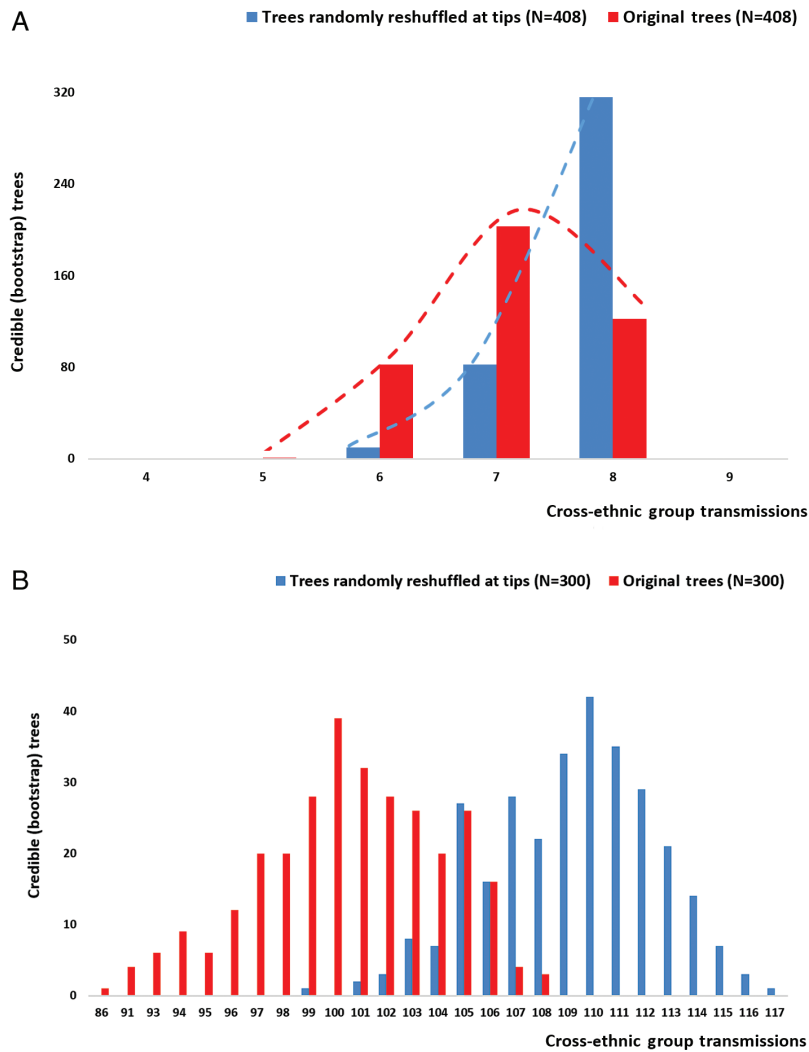 A
Trees randomly reshuffled at tips (N=408) Original trees (N=408)
Credible (bootstrap) trees
320
240
160
80
0
4 5 6 7 8 9
Cross-ethnic group transmissions
B
Trees randomly reshuffled at tips (N=300) Original trees (N=300)
Credible (bootstrap) trees
50
40
30
20
10
0
86 91 93 94 95 96 97 98 99 100 101 102 103 104 105 106 107 108 109 110 111 112 113 114 115 116 117
Cross-ethnic group transmissions